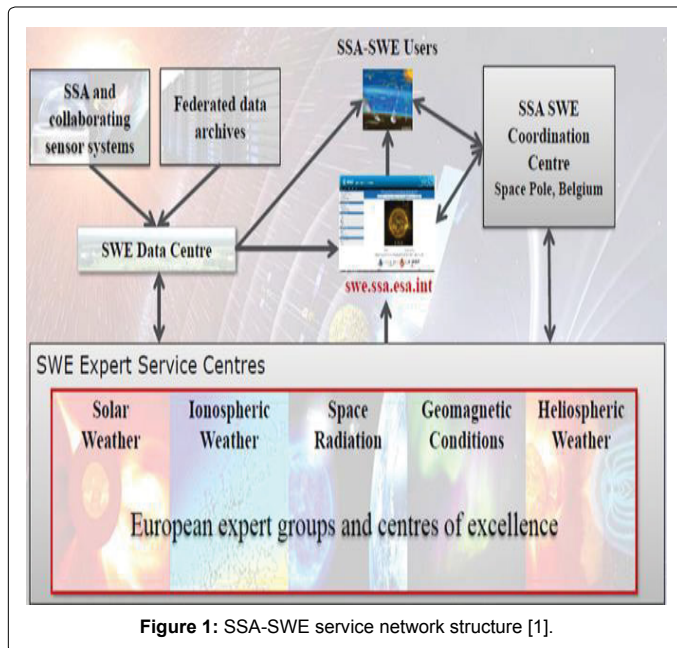 SSA-SWE Users
SSA and
collaborating
sensor systems
Federated data
archives
SSA SWE
Coordination
Centre
Space Pole, Belgium
SWE Data Centre
swe.ssa.esa.int
SWE Expert Service Centres
Solar
Weather
Ionospheric
Weather
Space
Radiation
Geomagnetic
Conditions
Heliospheric
Weather
European expert groups and centres of excellence
Figure 1: SSA-SWE service network structure [1].